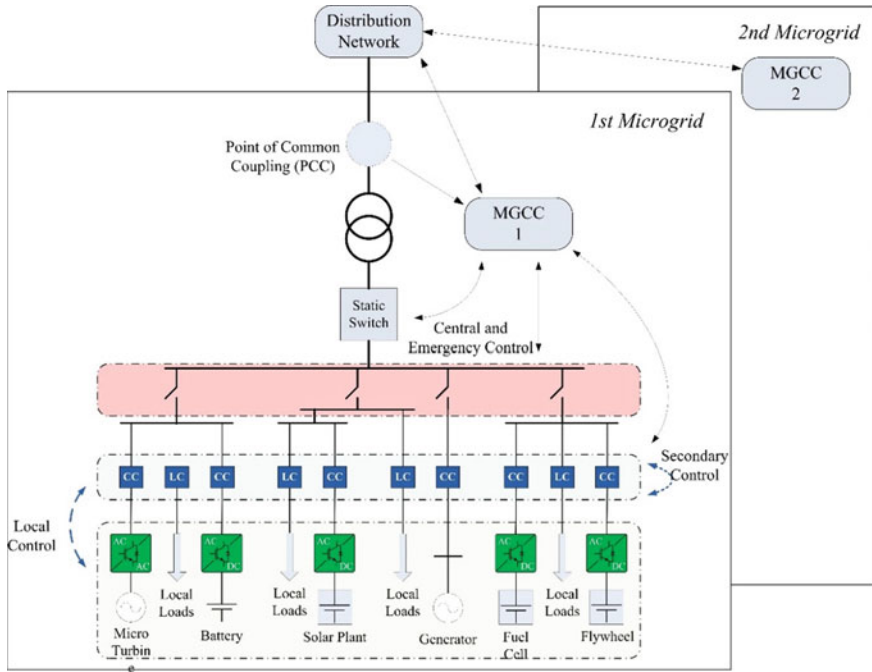 Distribution
Network
2nd Microgrid
MGCC
2
1st Microgrid
Point of Common
Coupling (PCC)
MGCC
1
Static
Switch
Central and
Emergency Control
CC
LC
CC
LC
CC
LC
CC
CC
LC
CC
Secondary
Control
Local
Control
AC
AC
AC
DC
AC
DC
AC
DC
AC
DC
Local
Loads
Local
Loads
Local
Loads
Local
Loads
Micro
Turbin
e
Battery
Solar Plant
Generator
Fuel
Cell
Flywheel